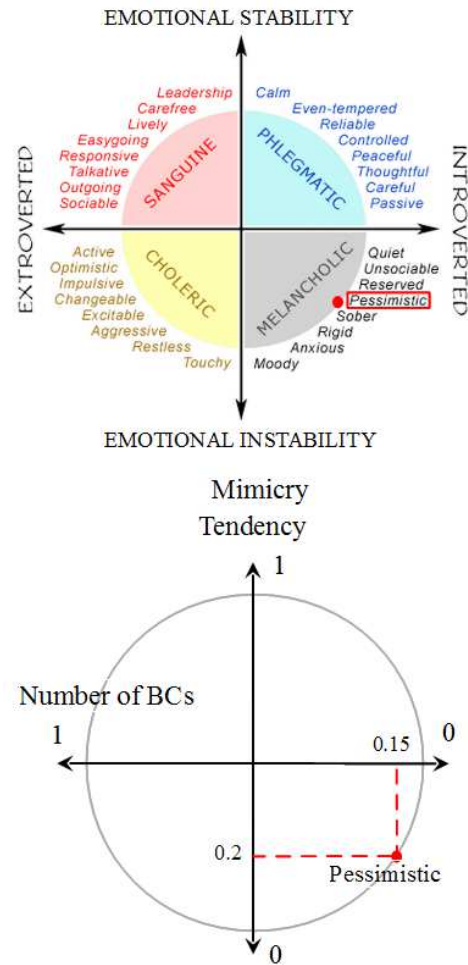 EMOTIONAL STABILITY
Leadership
Carefree
Lively
Easygoing
Responsive
Talkative
Outgoing
Sociable
SANGUINE
Calm
Even-tempered
Reliable
Controlled
Peaceful
Thoughtful
Careful
Passive
PHLEGMATIC
EXTROVERTED
INTROVERTED
Active
Optimistic
Impulsive
Changeable
Excitable
Aggressive
Restless
Touchy
CHOLERIC
MELANCHOLIC
Quiet
Unsociable
Reserved
Pessimistic
Sober
Rigid
Anxious
Moody
EMOTIONAL INSTABILITY
Mimicry
Tendency
1
Number of BCs
1
0.15
0
0.2
Pessimistic
0